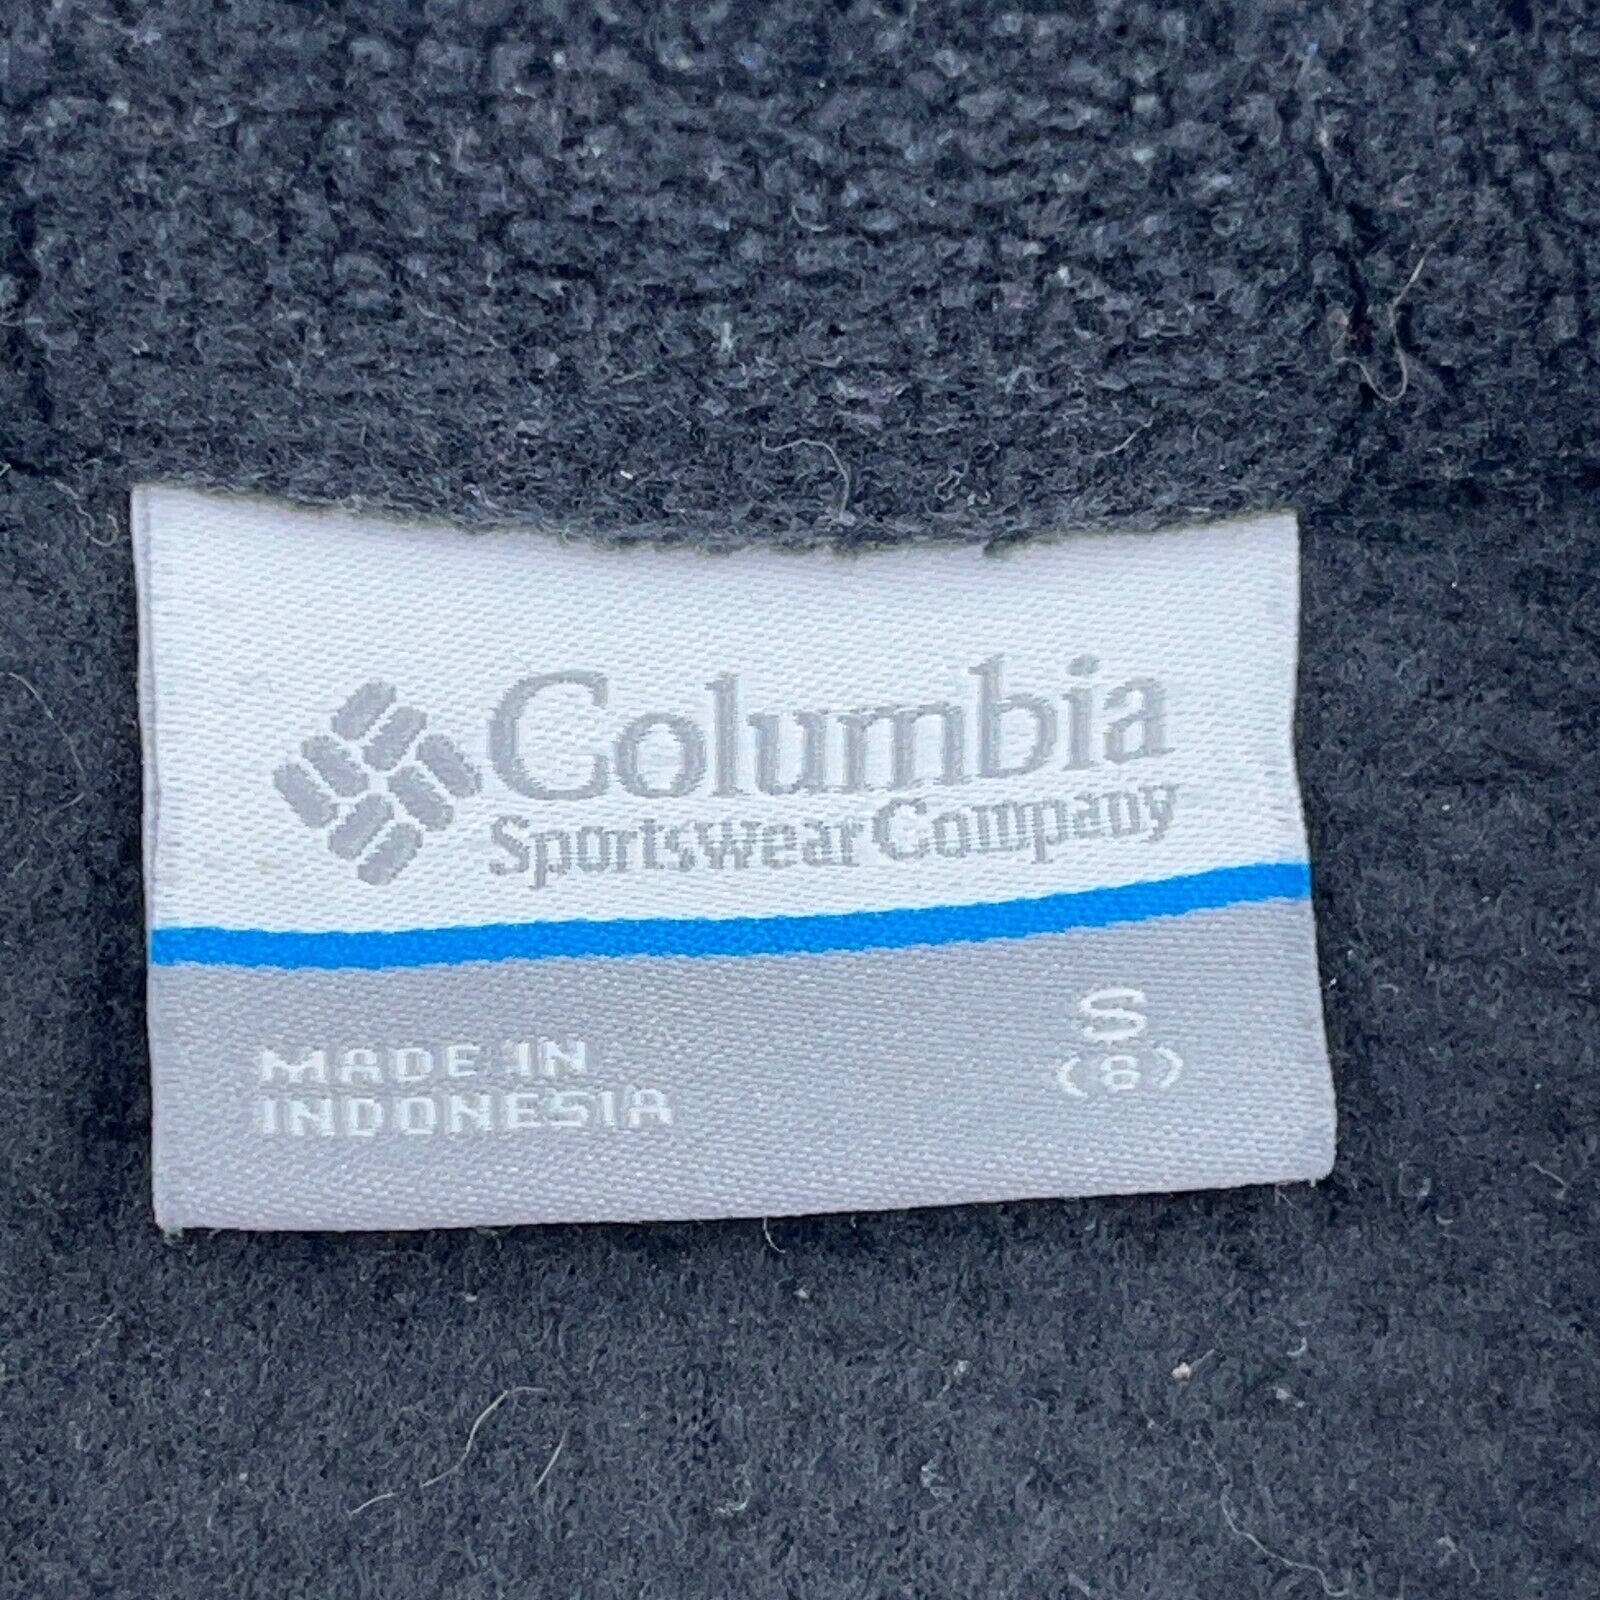 Columbia
Sportswear Company
MADE IN
INDONESIA
S
(8)